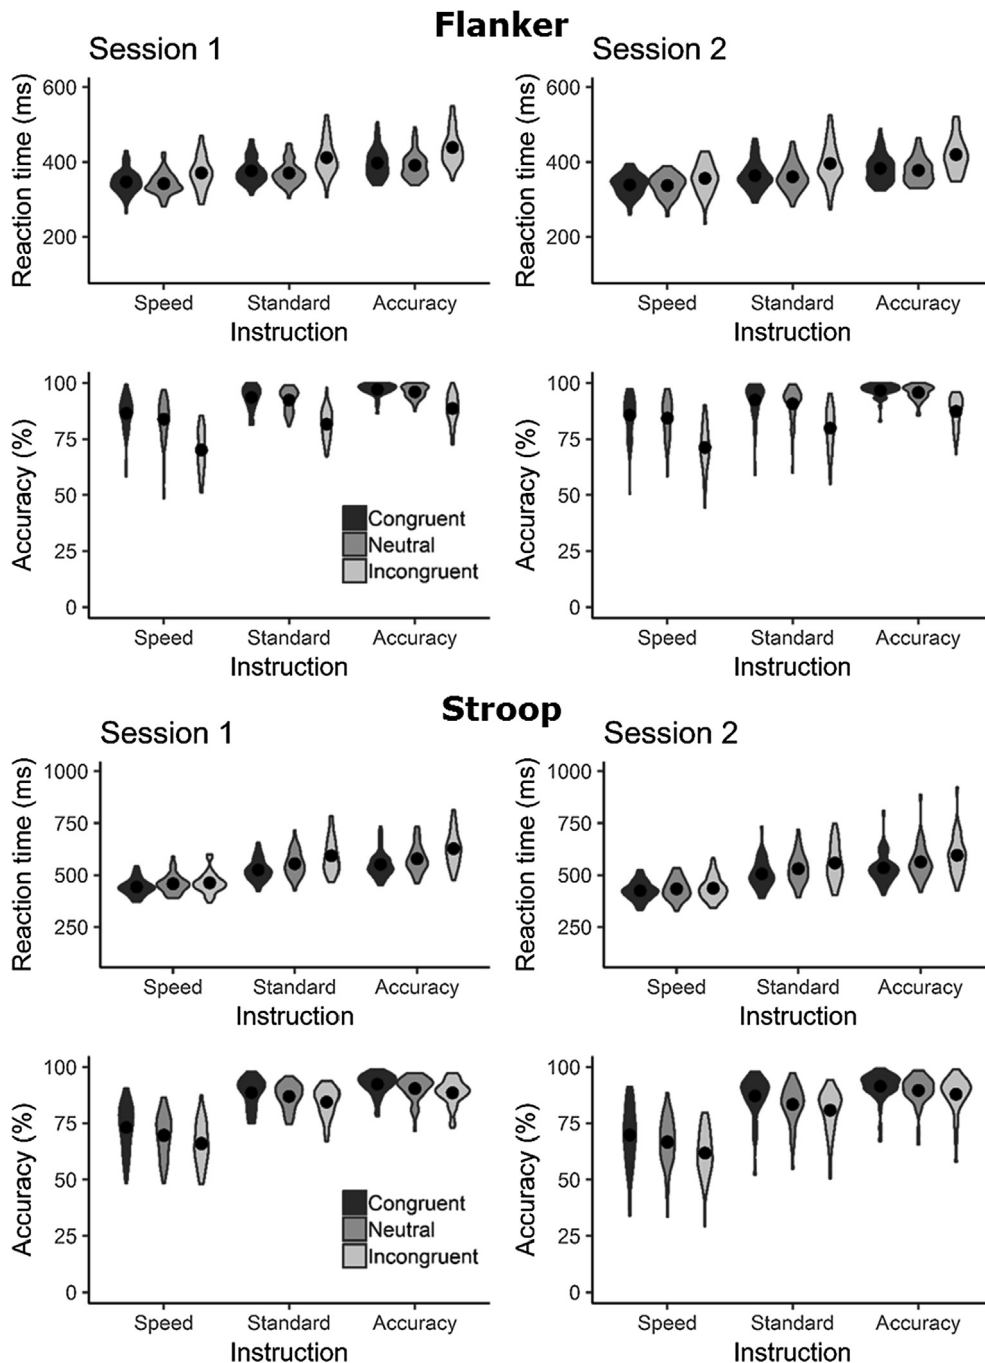 Flanker
Session 1
Session 2
Reaction time (ms)
600
400
200
Speed Standard Accuracy
Instruction
Reaction time (ms)
600
400
200
Speed Standard Accuracy
Instruction
Accuracy (%)
100
75
50
25
0
Congruent
Neutral
Incongruent
Speed Standard Accuracy
Instruction
Accuracy (%)
100
75
50
25
0
Speed Standard Accuracy
Instruction
Stroop
Session 1
Session 2
Reaction time (ms)
1000
750
500
250
Speed Standard Accuracy
Instruction
Reaction time (ms)
1000
750
500
250
Speed Standard Accuracy
Instruction
Accuracy (%)
100
75
50
25
0
Congruent
Neutral
Incongruent
Speed Standard Accuracy
Instruction
Accuracy (%)
100
75
50
25
0
Speed Standard Accuracy
Instruction